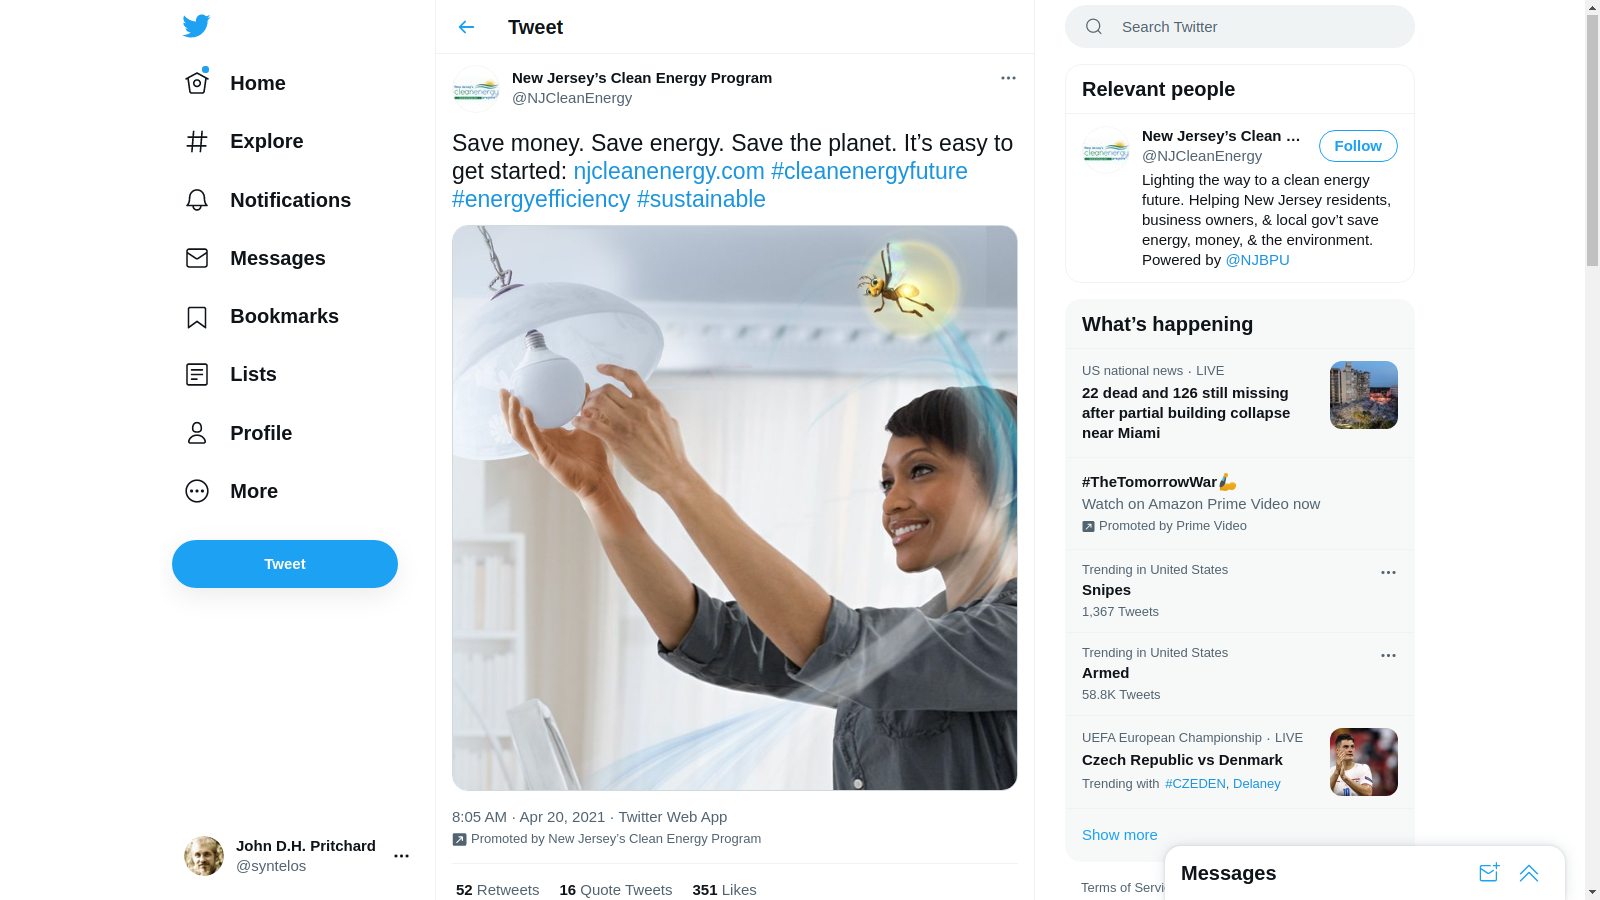 Home
Explore
Notifications
Messages
Bookmarks
Lists
Profile
More
Tweet
John D.H. Pritchard
@syntelos
Tweet
New Jersey’s Clean Energy Program
@NJCleanEnergy
Save money. Save energy. Save the planet. It’s easy to
get started: njcleanenergy.com #cleanenergyfuture
#energyefficiency #sustainable
8:05 AM · Apr 20, 2021 · Twitter Web App
Promoted by New Jersey’s Clean Energy Program
52 Retweets 16 Quote Tweets 351 Likes
Search Twitter
Relevant people
New Jersey’s Clean …
@NJCleanEnergy
Follow
Lighting the way to a clean energy
future. Helping New Jersey residents,
business owners, & local gov’t save
energy, money, & the environment.
Powered by @NJBPU
What’s happening
US national news · LIVE
22 dead and 126 still missing
after partial building collapse
near Miami
#TheTomorrowWar
Watch on Amazon Prime Video now
Promoted by Prime Video
Trending in United States
Snipes
1,367 Tweets
Trending in United States
Armed
58.8K Tweets
UEFA European Championship · LIVE
Czech Republic vs Denmark
Trending with #CZEDEN, Delaney
Show more
Terms of Servi
Messages